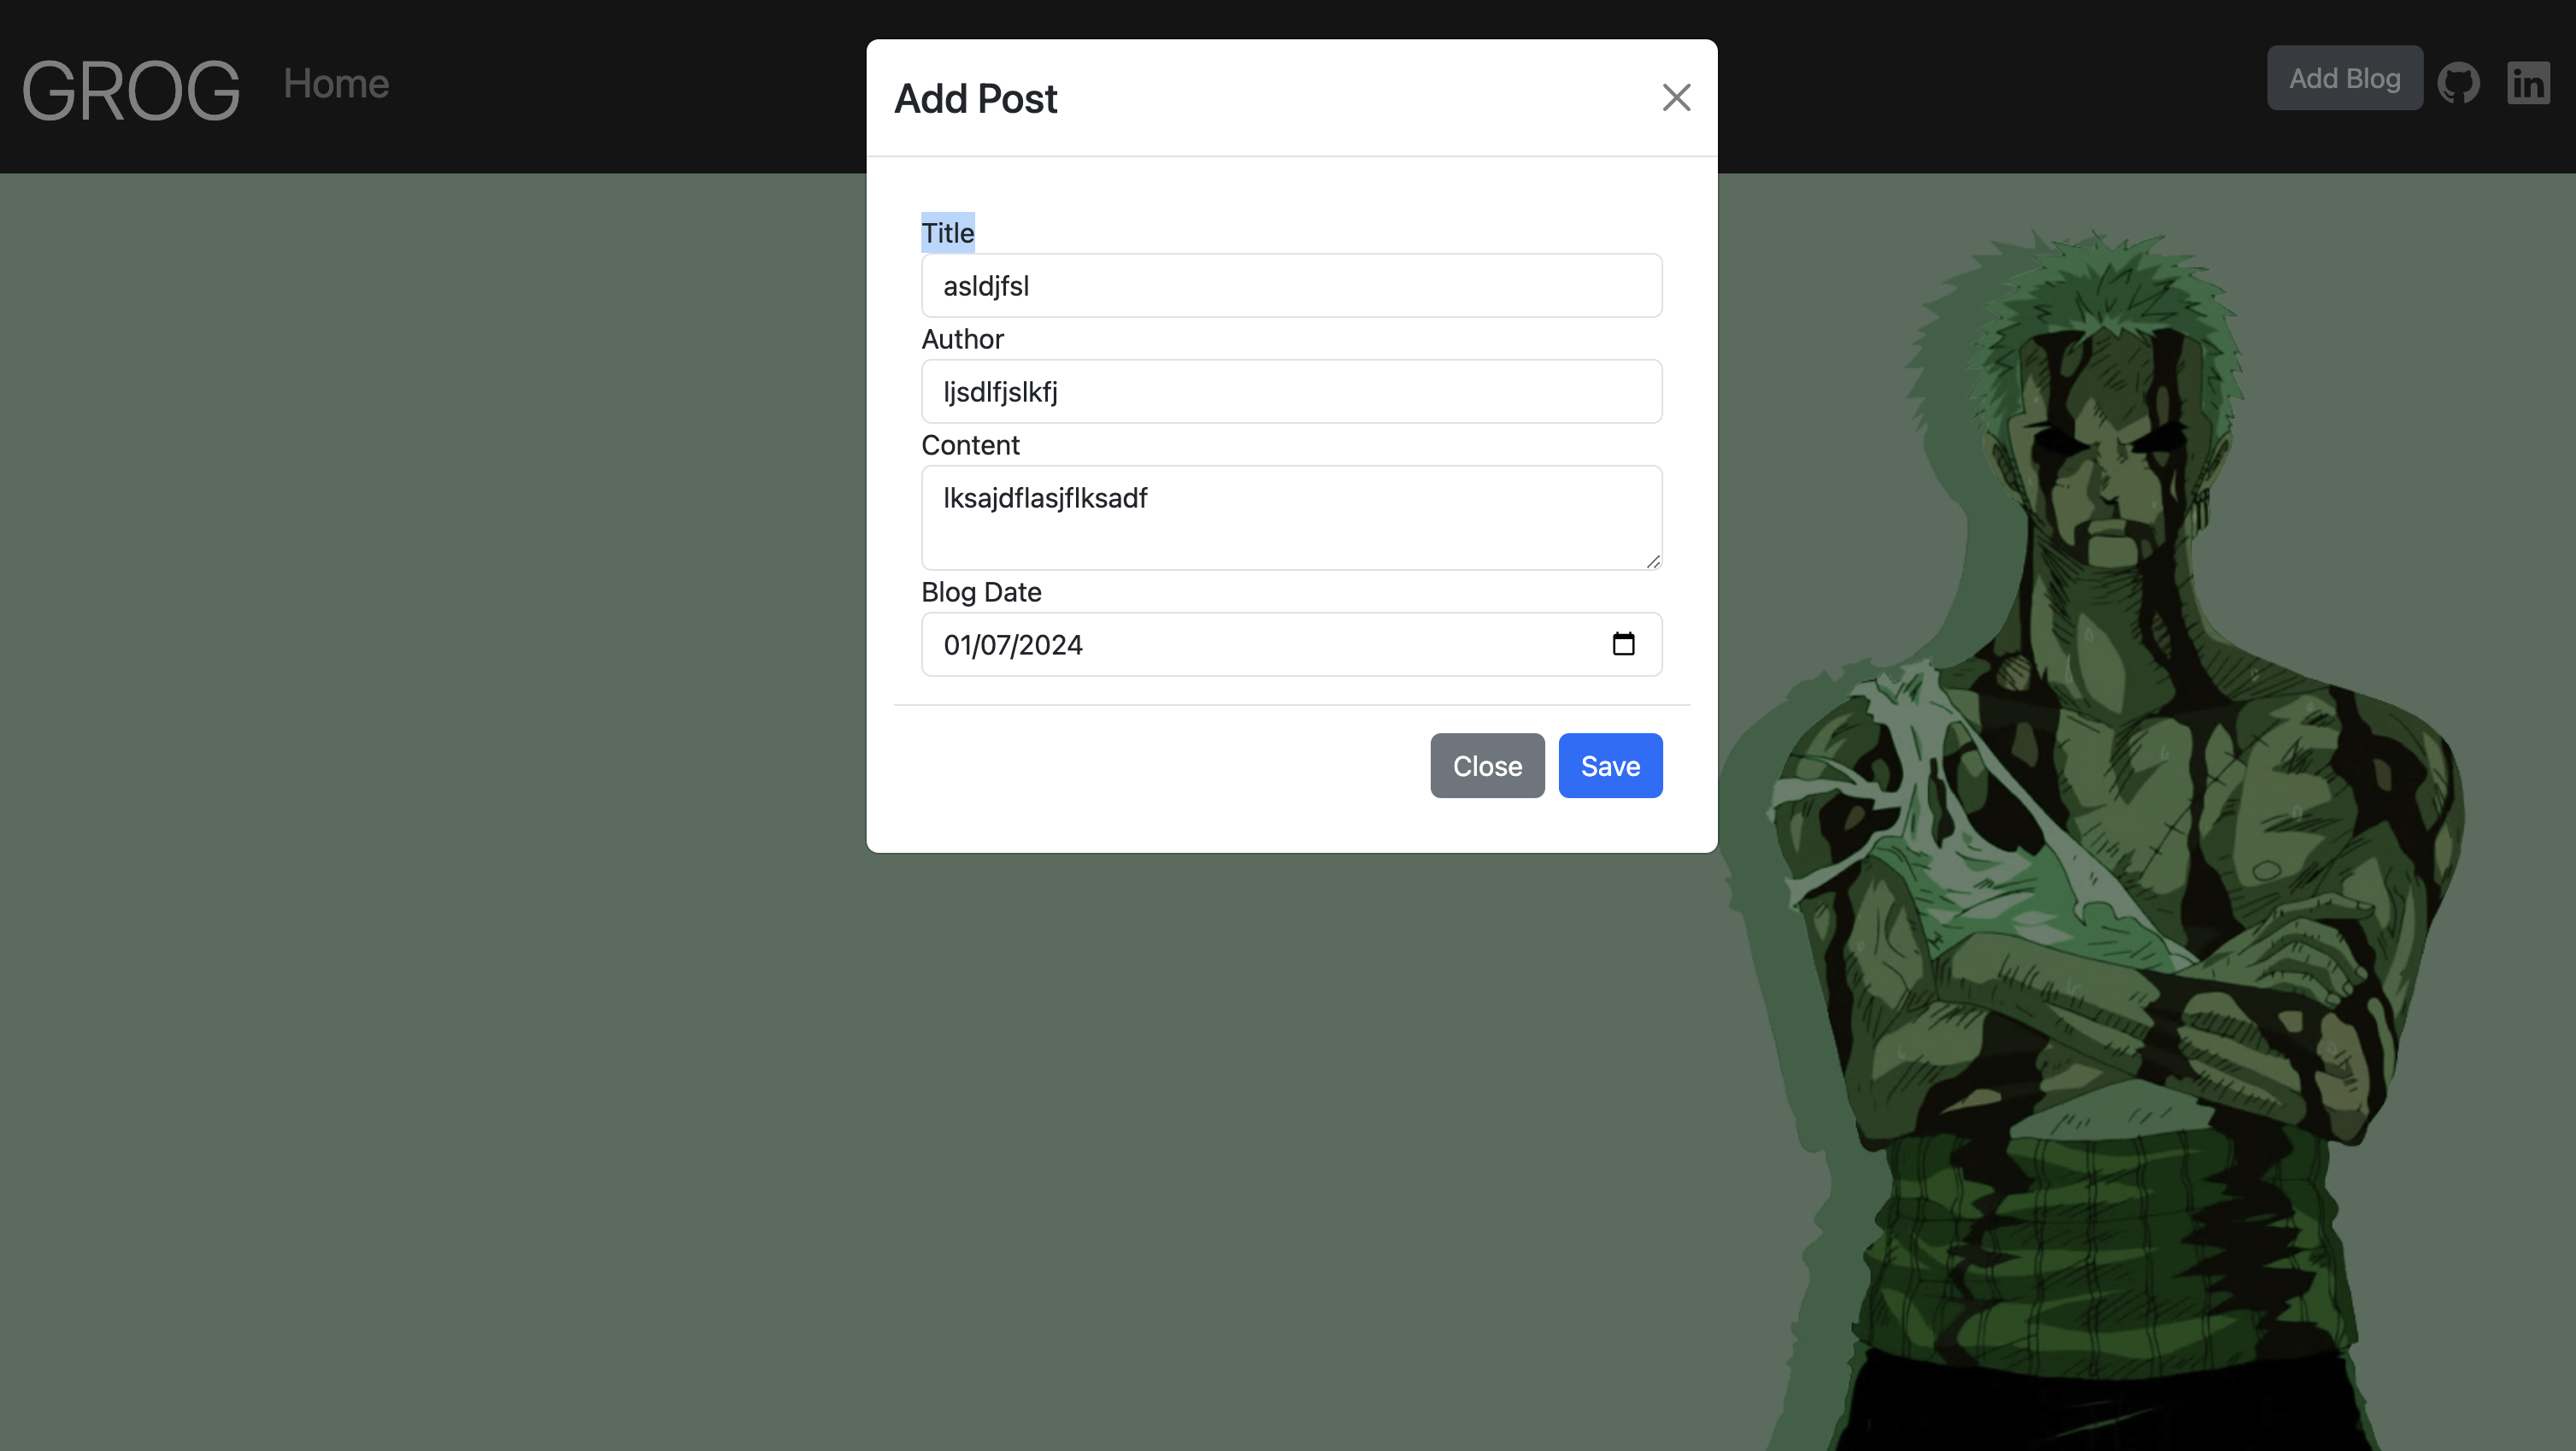 GROG
Home
Add Blog
Add Post
Title
asldjfsl
Author
ljsdlfjslkfj
Content
lksajdflasjflksadf
Blog Date
01/07/2024
Close
Save